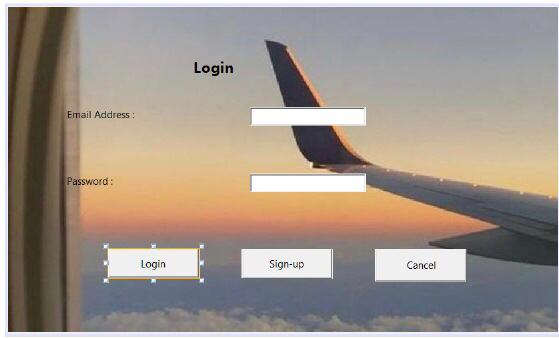 Login
Email Address :
Password :
Login
Sign-up
Cancel